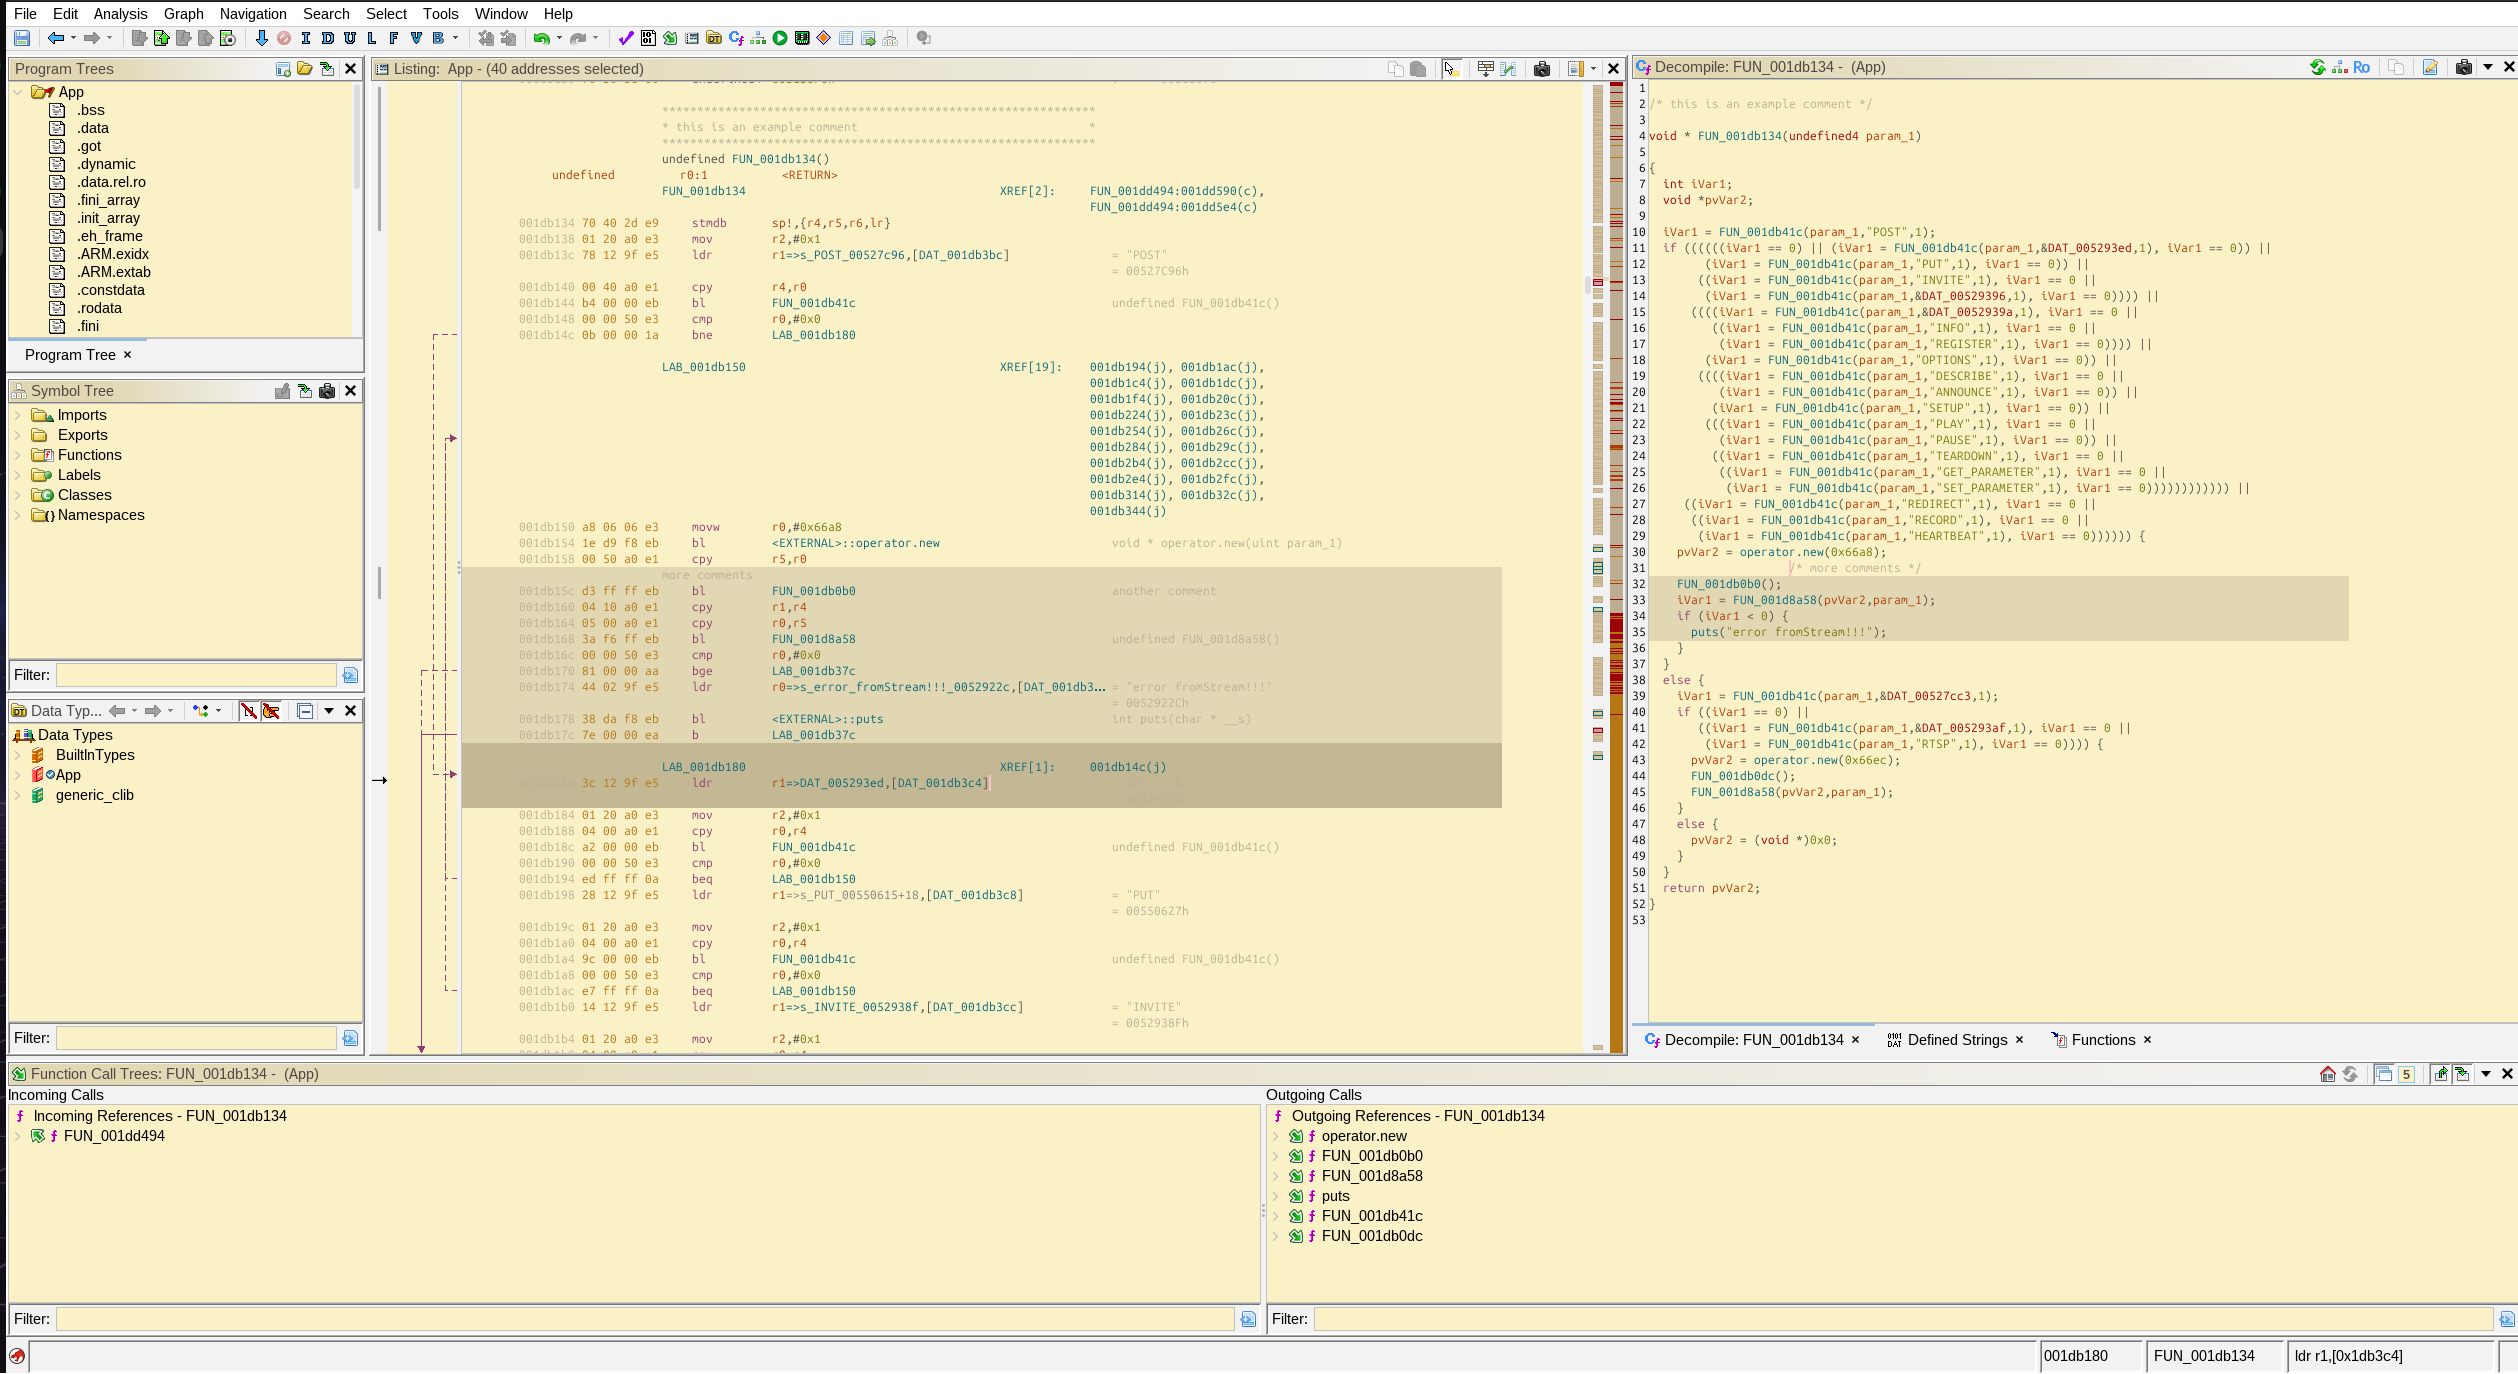 File Edit Analysis Graph Navigation Search Select Tools Window Help
I D U L F V B
Program Trees
App
.bss
.data
.got
.dynamic
.data.rel.ro
.fini_array
.init_array
.eh_frame
.ARM.exidx
.ARM.extab
.constdata
.rodata
.fini
Program Tree ×
Symbol Tree
Imports
Exports
Functions
Labels
Classes
Namespaces
Filter:
Data Typ...
Data Types
BuiltInTypes
App
generic_clib
Filter:
Listing: App - (40 addresses selected)
**************************************************************
* this is an example comment *
**************************************************************
undefined FUN_001db134()
undefined r0:1 <RETURN>
FUN_001db134 XREF[2]: FUN_001dd494:001dd590(c),
FUN_001dd494:001dd5e4(c)
001db134 70 40 2d e9 stmdb sp!,{r4,r5,r6,lr}
001db138 01 20 a0 e3 mov r2,#0x1
001db13c 78 12 9f e5 ldr r1=>s_POST_00527c96,[DAT_001db3bc] = "POST"
= 00527C96h
001db140 00 40 a0 e1 cpy r4,r0
001db144 b4 00 00 eb bl FUN_001db41c undefined FUN_001db41c()
001db148 00 00 50 e3 cmp r0,#0x0
001db14c 0b 00 00 1a bne LAB_001db180
LAB_001db150 XREF[19]: 001db194(j), 001db1ac(j),
001db1c4(j), 001db1dc(j),
001db1f4(j), 001db20c(j),
001db224(j), 001db23c(j),
001db254(j), 001db26c(j),
001db284(j), 001db29c(j),
001db2b4(j), 001db2cc(j),
001db2e4(j), 001db2fc(j),
001db314(j), 001db32c(j),
001db344(j)
001db150 a8 06 06 e3 movw r0,#0x66a8
001db154 1e d9 f8 eb bl <EXTERNAL>::operator.new void * operator.new(uint param_1)
001db158 00 50 a0 e1 cpy r5,r0
more comments
001db15c d3 ff ff eb bl FUN_001db0b0 another comment
001db160 04 10 a0 e1 cpy r1,r4
001db164 05 00 a0 e1 cpy r0,r5
001db168 3a f6 ff eb bl FUN_001d8a58 undefined FUN_001d8a58()
001db16c 00 00 50 e3 cmp r0,#0x0
001db170 81 00 00 aa bge LAB_001db37c
001db174 44 02 9f e5 ldr r0=>s_error_fromStream!!!_0052922c,[DAT_001db3... = "error fromStream!!!"
= 0052922Ch
001db178 38 da f8 eb bl <EXTERNAL>::puts int puts(char * __s)
001db17c 7e 00 00 ea b LAB_001db37c
LAB_001db180 XREF[1]: 001db14c(j)
3c 12 9f e5 ldr r1=>DAT_005293ed,[DAT_001db3c4]
001db184 01 20 a0 e3 mov r2,#0x1
001db188 04 00 a0 e1 cpy r0,r4
001db18c a2 00 00 eb bl FUN_001db41c undefined FUN_001db41c()
001db190 00 00 50 e3 cmp r0,#0x0
001db194 ed ff ff 0a beq LAB_001db150
001db198 28 12 9f e5 ldr r1=>s_PUT_00550615+18,[DAT_001db3c8] = "PUT"
= 00550627h
001db19c 01 20 a0 e3 mov r2,#0x1
001db1a0 04 00 a0 e1 cpy r0,r4
001db1a4 9c 00 00 eb bl FUN_001db41c undefined FUN_001db41c()
001db1a8 00 00 50 e3 cmp r0,#0x0
001db1ac e7 ff ff 0a beq LAB_001db150
001db1b0 14 12 9f e5 ldr r1=>s_INVITE_0052938f,[DAT_001db3cc] = "INVITE"
= 0052938Fh
001db1b4 01 20 a0 e3 mov r2,#0x1
Decompile: FUN_001db134 - (App)
Ro
1
2 /* this is an example comment */
3
4 void * FUN_001db134(undefined4 param_1)
5
6 {
7 int iVar1;
8 void *pvVar2;
9
10 iVar1 = FUN_001db41c(param_1,"POST",1);
11 if ((((((iVar1 == 0) || (iVar1 = FUN_001db41c(param_1,&DAT_005293ed,1), iVar1 == 0)) ||
12 (iVar1 = FUN_001db41c(param_1,"PUT",1), iVar1 == 0)) ||
13 ((iVar1 = FUN_001db41c(param_1,"INVITE",1), iVar1 == 0 ||
14 (iVar1 = FUN_001db41c(param_1,&DAT_00529396,1), iVar1 == 0)))) ||
15 ((((iVar1 = FUN_001db41c(param_1,&DAT_0052939a,1), iVar1 == 0 ||
16 ((iVar1 = FUN_001db41c(param_1,"INFO",1), iVar1 == 0 ||
17 (iVar1 = FUN_001db41c(param_1,"REGISTER",1), iVar1 == 0)))) ||
18 (iVar1 = FUN_001db41c(param_1,"OPTIONS",1), iVar1 == 0)) ||
19 ((((iVar1 = FUN_001db41c(param_1,"DESCRIBE",1), iVar1 == 0 ||
20 (iVar1 = FUN_001db41c(param_1,"ANNOUNCE",1), iVar1 == 0)) ||
21 (iVar1 = FUN_001db41c(param_1,"SETUP",1), iVar1 == 0)) ||
22 (((iVar1 = FUN_001db41c(param_1,"PLAY",1), iVar1 == 0 ||
23 (iVar1 = FUN_001db41c(param_1,"PAUSE",1), iVar1 == 0)) ||
24 ((iVar1 = FUN_001db41c(param_1,"TEARDOWN",1), iVar1 == 0 ||
25 ((iVar1 = FUN_001db41c(param_1,"GET_PARAMETER",1), iVar1 == 0 ||
26 (iVar1 = FUN_001db41c(param_1,"SET_PARAMETER",1), iVar1 == 0)))))))))))) ||
27 ((iVar1 = FUN_001db41c(param_1,"REDIRECT",1), iVar1 == 0 ||
28 ((iVar1 = FUN_001db41c(param_1,"RECORD",1), iVar1 == 0 ||
29 ((iVar1 = FUN_001db41c(param_1,"HEARTBEAT",1), iVar1 == 0)))))) {
30 pvVar2 = operator.new(0x66a8);
31 /* more comments */
32 FUN_001db0b0();
33 iVar1 = FUN_001d8a58(pvVar2,param_1);
34 if (iVar1 < 0) {
35 puts("error fromStream!!!");
36 }
37 }
38 else {
39 iVar1 = FUN_001db41c(param_1,&DAT_00527cc3,1);
40 if ((iVar1 == 0) ||
41 ((iVar1 = FUN_001db41c(param_1,&DAT_005293af,1), iVar1 == 0 ||
42 (iVar1 = FUN_001db41c(param_1,"RTSP",1), iVar1 == 0)))) {
43 pvVar2 = operator.new(0x66ec);
44 FUN_001db0dc();
45 FUN_001d8a58(pvVar2,param_1);
46 }
47 else {
48 pvVar2 = (void *)0x0;
49 }
50 }
51 return pvVar2;
52 }
53
Decompile: FUN_001db134 × Defined Strings × Functions ×
Function Call Trees: FUN_001db134 - (App)
5
Incoming Calls
Incoming References - FUN_001db134
FUN_001dd494
Filter:
Outgoing Calls
Outgoing References - FUN_001db134
operator.new
FUN_001db0b0
FUN_001d8a58
puts
FUN_001db41c
FUN_001db0dc
Filter:
001db180 FUN_001db134 ldr r1,[0x1db3c4]